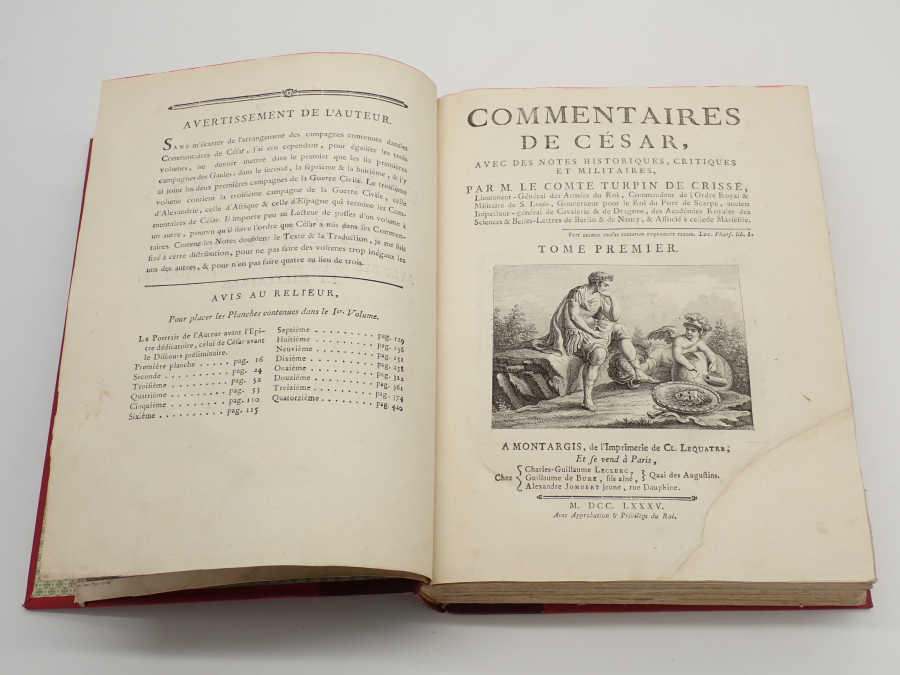 AVERTISSEMENT DE L'AUTEUR.
SANS m'écarter de l'arrangement des campagnes contenues dans les
Commentaires de César, j'ai cru cependant, pour égaliser les trois
volumes, ne devoir mettre dans le premier que les six premières
campagnes des Gaules; dans le second, la septième & la huitième, & j'y
ai joint les deux premières campagnes de la Guerre Civile. Le troisième
volume contient la troisième campagne de la Guerre Civile, celle
d'Alexandrie, celle d'Afrique & celle d'Espagne qui termine les Com-
mentaires de César. Il importe peu au Lecteur de passer d'un volume à
un autre, pourvu qu'il suive l'ordre que César a mis dans ses Commen-
taires. Comme les Notes doublent le Texte & la Traduction, je me suis
fixé à cette distribution, pour ne pas faire des volumes trop inégaux les
uns des autres, & pour n'en pas faire quatre au lieu de trois.
AVIS AU RELIEUR,
Pour placer les Planches contenues dans le Ier. Volume.
LE Portrait de l'Auteur avant l'Epi-
tre dédicatoire, celui de César avant
le Discours préliminaire.
Première planche . . . . . pag. 16
Seconde . . . . . . . . . pag. 24
Troisième . . . . . . . . pag. 52
Quatrième . . . . . . . . pag. 53
Cinquième . . . . . . . . pag. 110
Sixième . . . . . . . . . pag. 115
Septième . . . . . . . . pag. 129
Huitième . . . . . . . . pag. 136
Neuvième . . . . . . . . pag. 152
Dixième . . . . . . . . . pag. 258
Onzième . . . . . . . . . pag. 322
Douzième . . . . . . . . pag. 361
Treizième . . . . . . . . pag. 374
Quatorzième . . . . . . . pag. 420
COMMENTAIRES
DE CÉSAR,
AVEC DES NOTES HISTORIQUES, CRITIQUES
ET MILITAIRES,
PAR M. LE COMTE TURPIN DE CRISSÉ,
Lieutenant-Général des Armées du Roi, Commandeur de l'Ordre Royal &
Militaire de S. Louis, Gouverneur pour le Roi du Fort de Scarpe, ancien
Inspecteur-général de Cavalerie & de Dragons, des Académies Royales des
Sciences & Belles-Lettres de Berlin & de Nancy, & Associé à celle de Marseille.
Fert animus causas tantarum expromere rerum. Luc. Pharf. lib. 1.
TOME PREMIER.
A MONTARGIS, de l'Imprimerie de CL. LEQUATRE;
Et se vend à Paris,
Chez { Charles-Guillaume LECLERC, } Quai des Augustins.
Guillaume de BURE, fils aîné,
Alexandre JOMBERT jeune, rue Dauphine.
M. DCC. LXXXV.
Avec Approbation & Privilège du Roi.